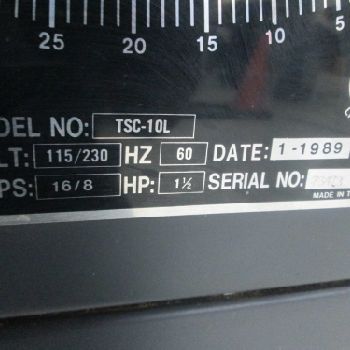 25 20 15 10 5
DEL NO: TSC-10L
LT: 115/230 HZ 60 DATE: 1-1989
PS: 16/8 HP: 1½ SERIAL NO:
MADE IN T